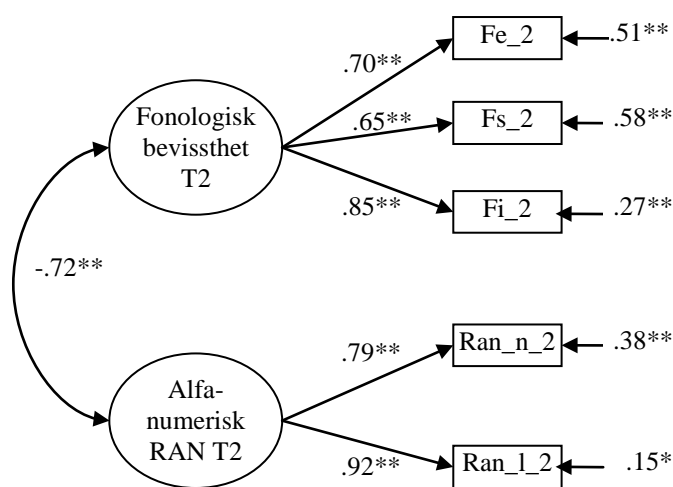 Fe_2
.51**
.70**
Fonologisk
bevissthet
T2
.65**
Fs_2
.58**
.85**
Fi_2
.27**
-.72**
Ran_n_2
.38**
.79**
Alfa-
numerisk
RAN T2
.92**
Ran_l_2
.15*